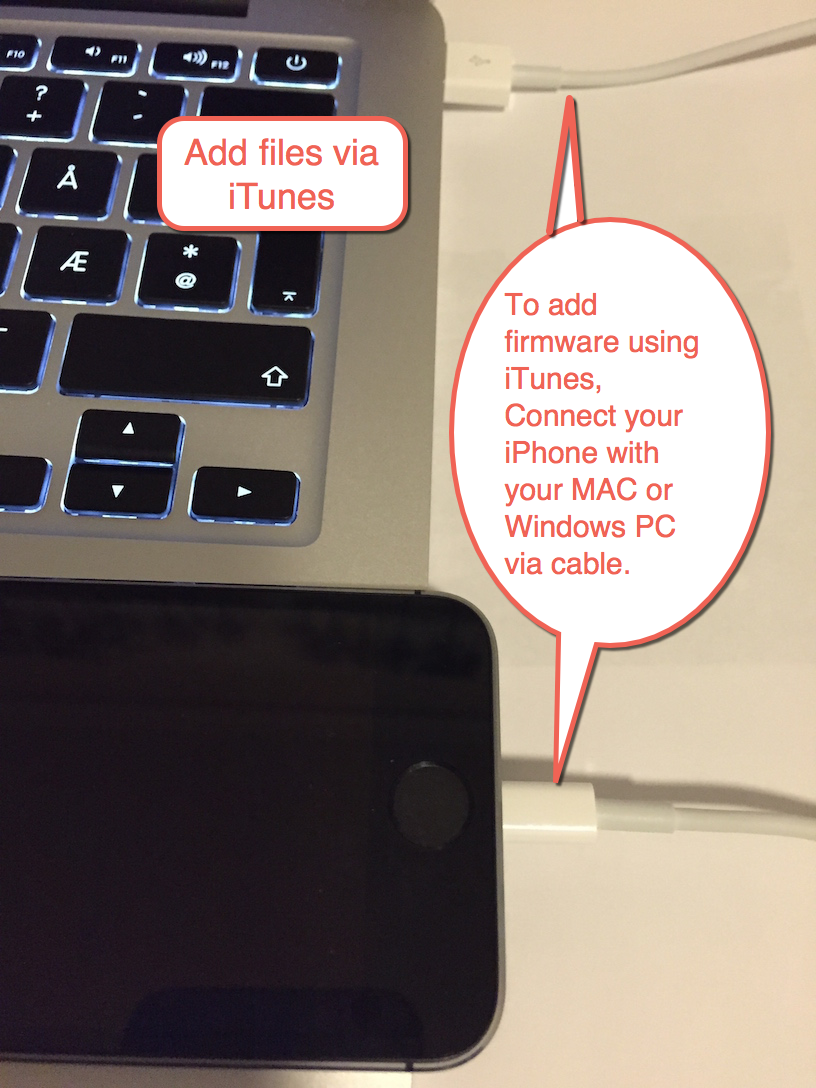 F10
F11
F12
?
+
`
-
Å
Æ
*
@
Add files via
iTunes
To add
firmware using
iTunes,
Connect your
iPhone with
your MAC or
Windows PC
via cable.